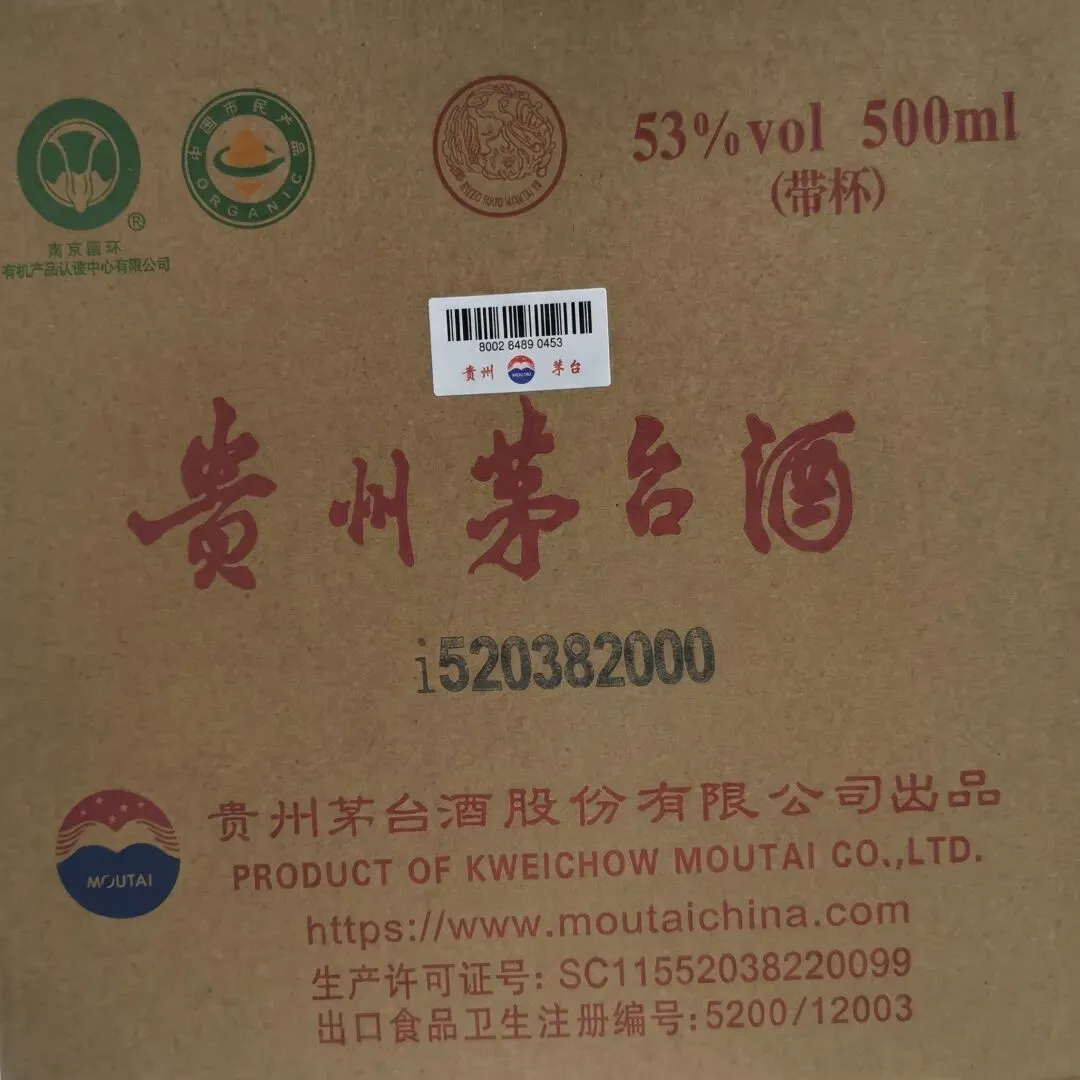 中国市民产品
ORGANIC
®
南京圆环
有机产品认读中心有限公司
53%vol 500ml
(带杯)
8002 8489 0453
贵州 MOUTAI 茅台
贵州茅台酒
i520382000
贵州茅台酒股份有限公司出品
MOUTAI
PRODUCT OF KWEICHOW MOUTAI CO.,LTD.
https://www.moutaichina.com
生产许可证号: SC11552038220099
出口食品卫生注册编号:5200/12003